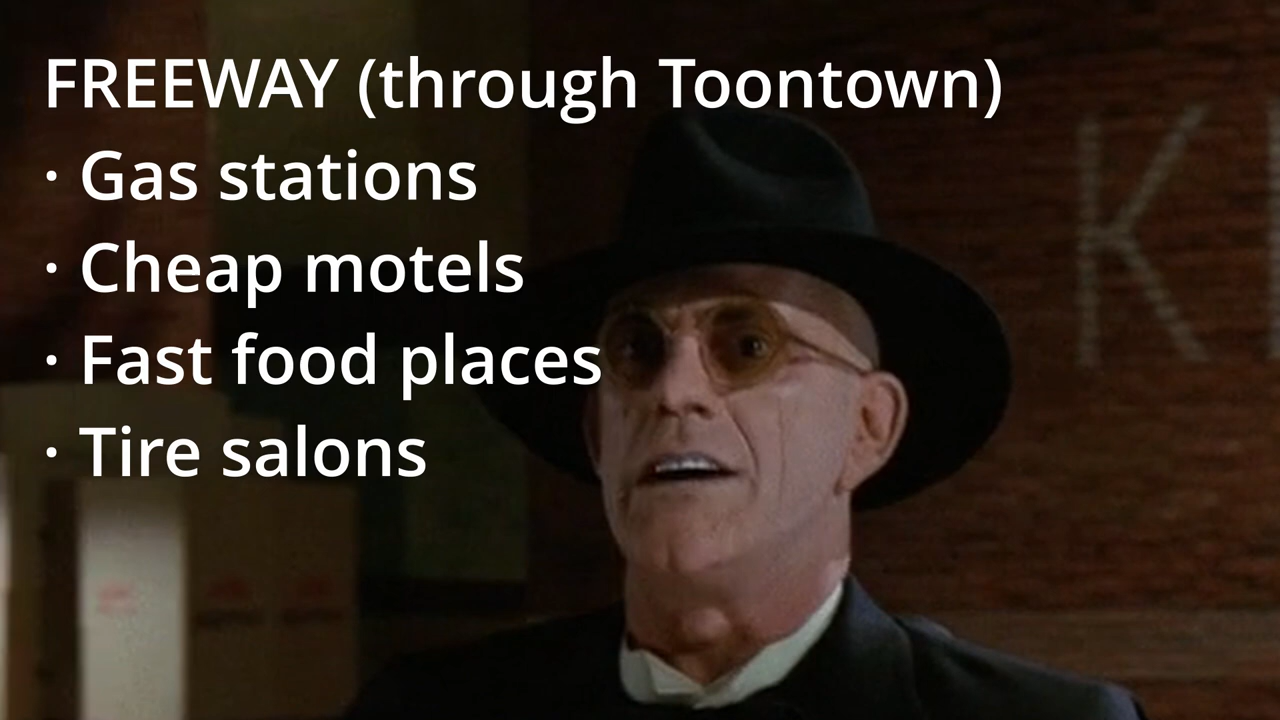 FREEWAY (through Toontown)
· Gas stations
· Cheap motels
· Fast food places
· Tire salons
K